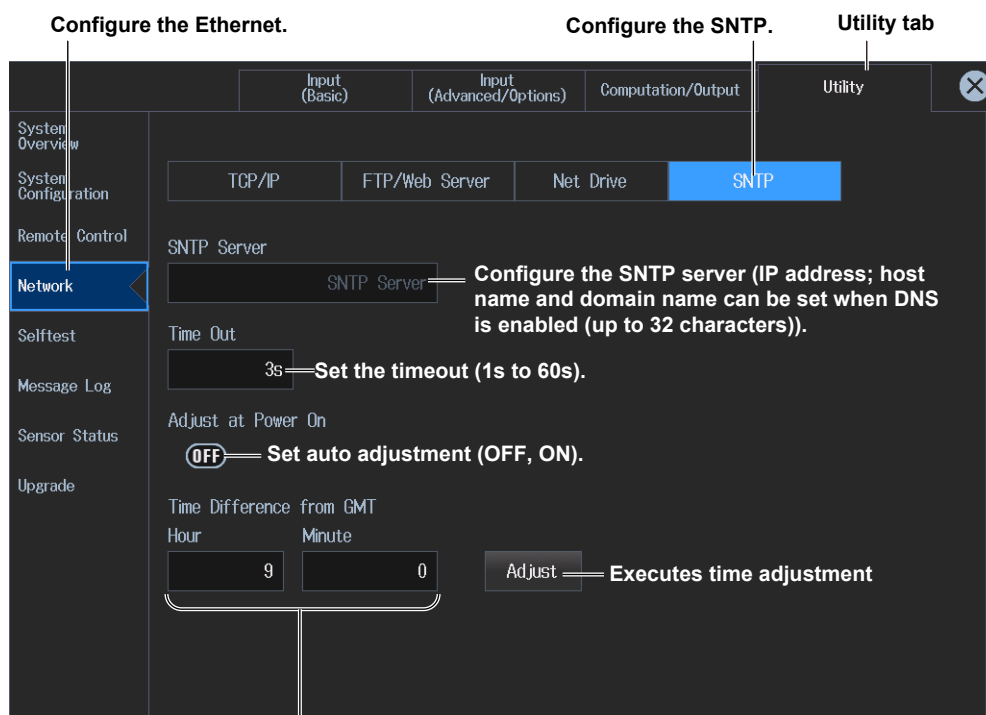 Configure the Ethernet.
Configure the SNTP.
Utility tab
Input
(Basic)
Input
(Advanced/Options)
Computation/Output
Utility
System
Overview
System
Configuration
Remote Control
Network
Selftest
Message Log
Sensor Status
Upgrade
TCP/IP
FTP/Web Server
Net Drive
SNTP
SNTP Server
SNTP Server
Configure the SNTP server (IP address; host
name and domain name can be set when DNS
is enabled (up to 32 characters)).
Time Out
3s
Set the timeout (1s to 60s).
Adjust at Power On
OFF
Set auto adjustment (OFF, ON).
Time Difference from GMT
Hour
Minute
9
0
Adjust
Executes time adjustment